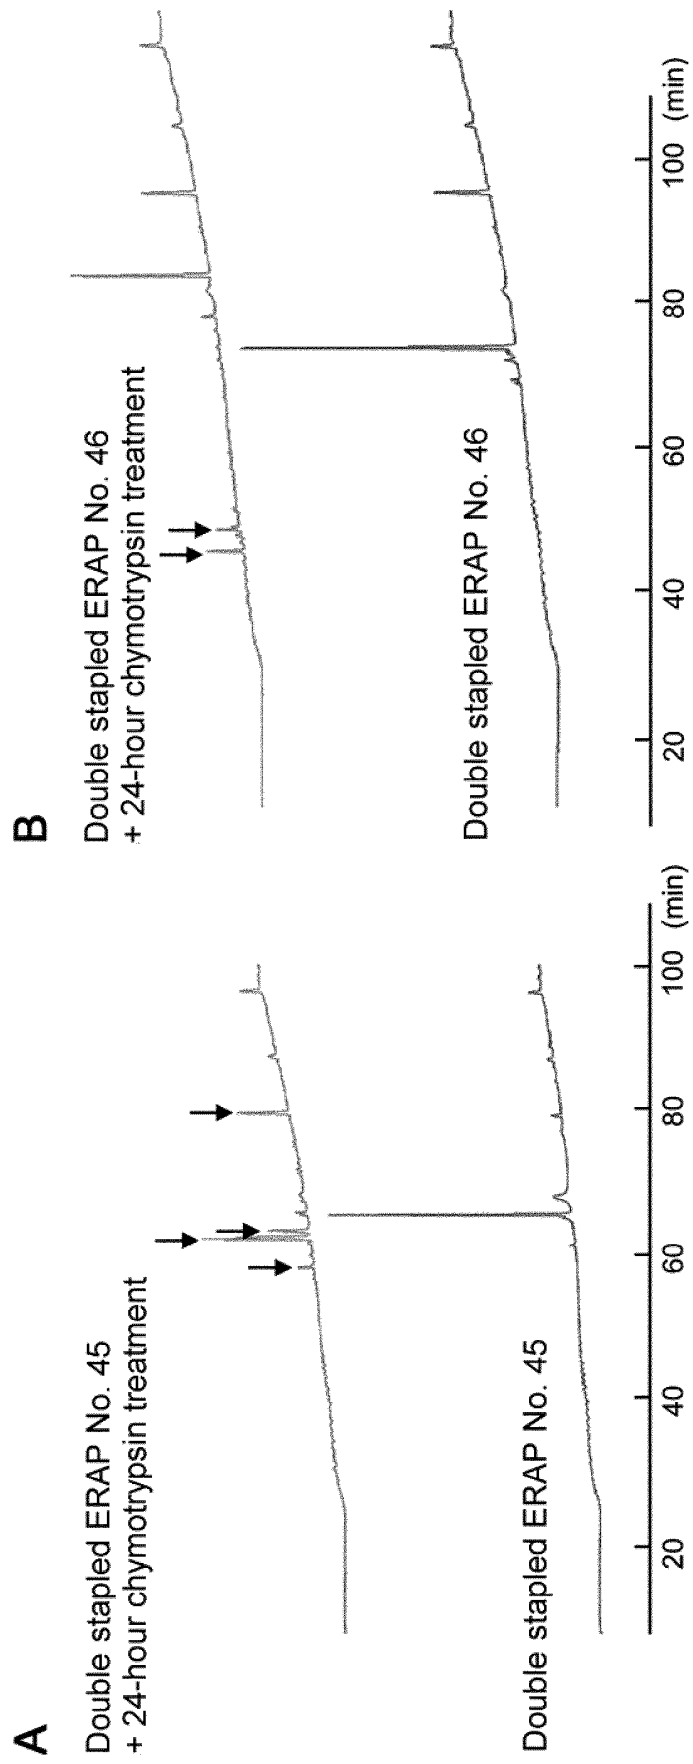 A
Double stapled ERAP No. 45
+ 24-hour chymotrypsin treatment
Double stapled ERAP No. 45
20 40 60 80 100 (min)
B
Double stapled ERAP No. 46
+ 24-hour chymotrypsin treatment
Double stapled ERAP No. 46
20 40 60 80 100 (min)